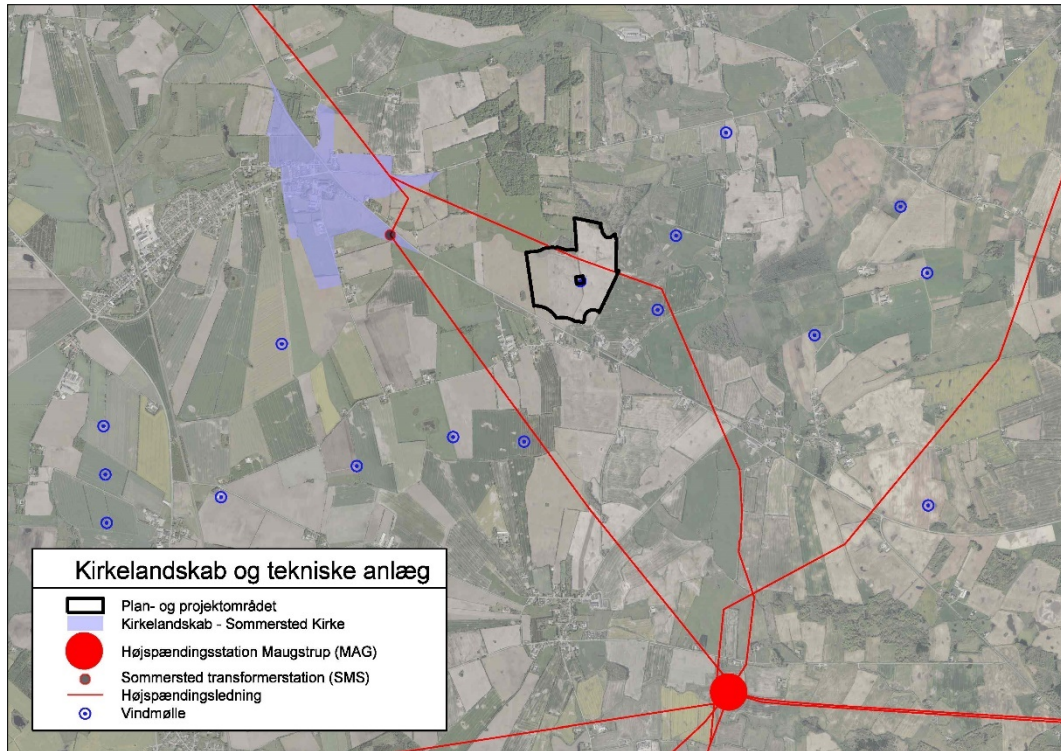 Kirkelandskab og tekniske anlæg
Plan- og projektområdet
Kirkelandskab - Sommersted Kirke
Højspændingsstation Maugstrup (MAG)
Sommersted transformerstation (SMS)
Højspændingsledning
Vindmølle